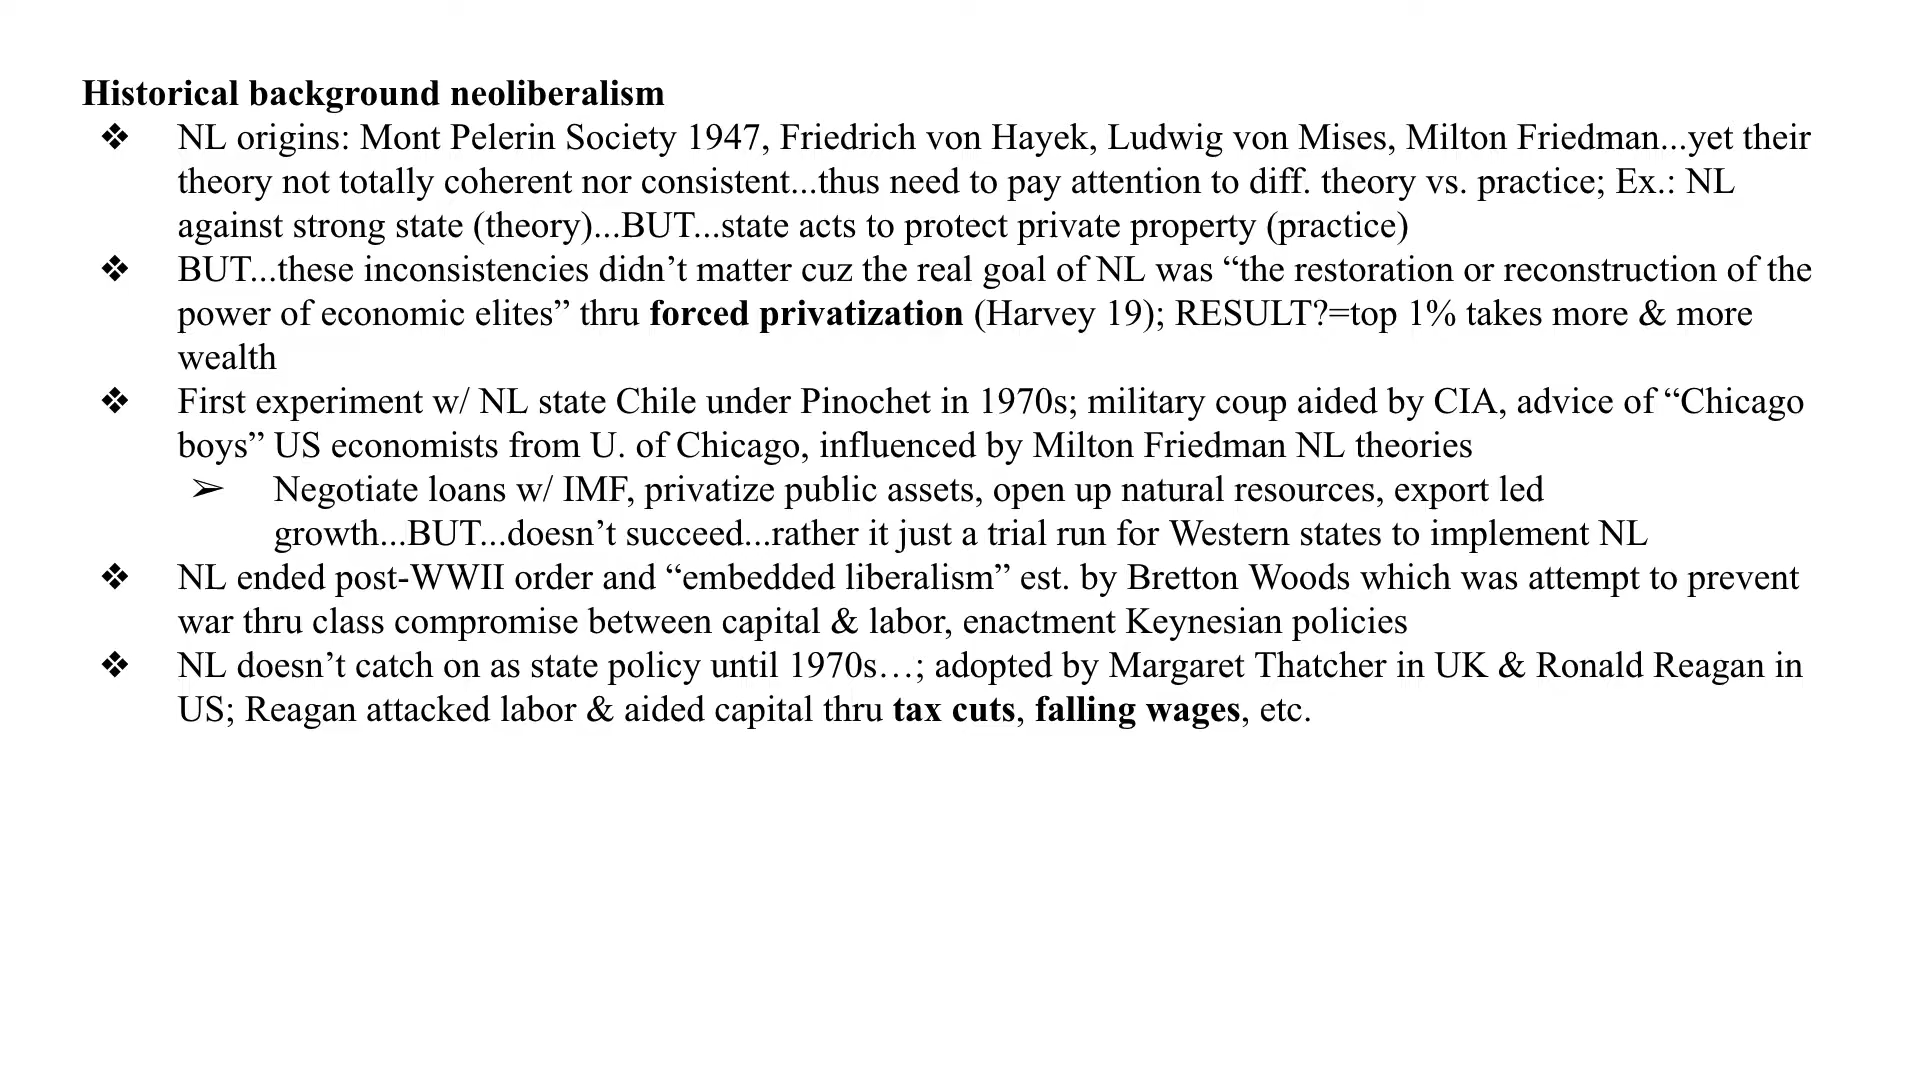 Historical background neoliberalism
❖ NL origins: Mont Pelerin Society 1947, Friedrich von Hayek, Ludwig von Mises, Milton Friedman...yet their
theory not totally coherent nor consistent...thus need to pay attention to diff. theory vs. practice; Ex.: NL
against strong state (theory)...BUT...state acts to protect private property (practice)
❖ BUT...these inconsistencies didn’t matter cuz the real goal of NL was “the restoration or reconstruction of the
power of economic elites” thru forced privatization (Harvey 19); RESULT?=top 1% takes more & more
wealth
❖ First experiment w/ NL state Chile under Pinochet in 1970s; military coup aided by CIA, advice of “Chicago
boys” US economists from U. of Chicago, influenced by Milton Friedman NL theories
➢ Negotiate loans w/ IMF, privatize public assets, open up natural resources, export led
growth...BUT...doesn’t succeed...rather it just a trial run for Western states to implement NL
❖ NL ended post-WWII order and “embedded liberalism” est. by Bretton Woods which was attempt to prevent
war thru class compromise between capital & labor, enactment Keynesian policies
❖ NL doesn’t catch on as state policy until 1970s…; adopted by Margaret Thatcher in UK & Ronald Reagan in
US; Reagan attacked labor & aided capital thru tax cuts, falling wages, etc.